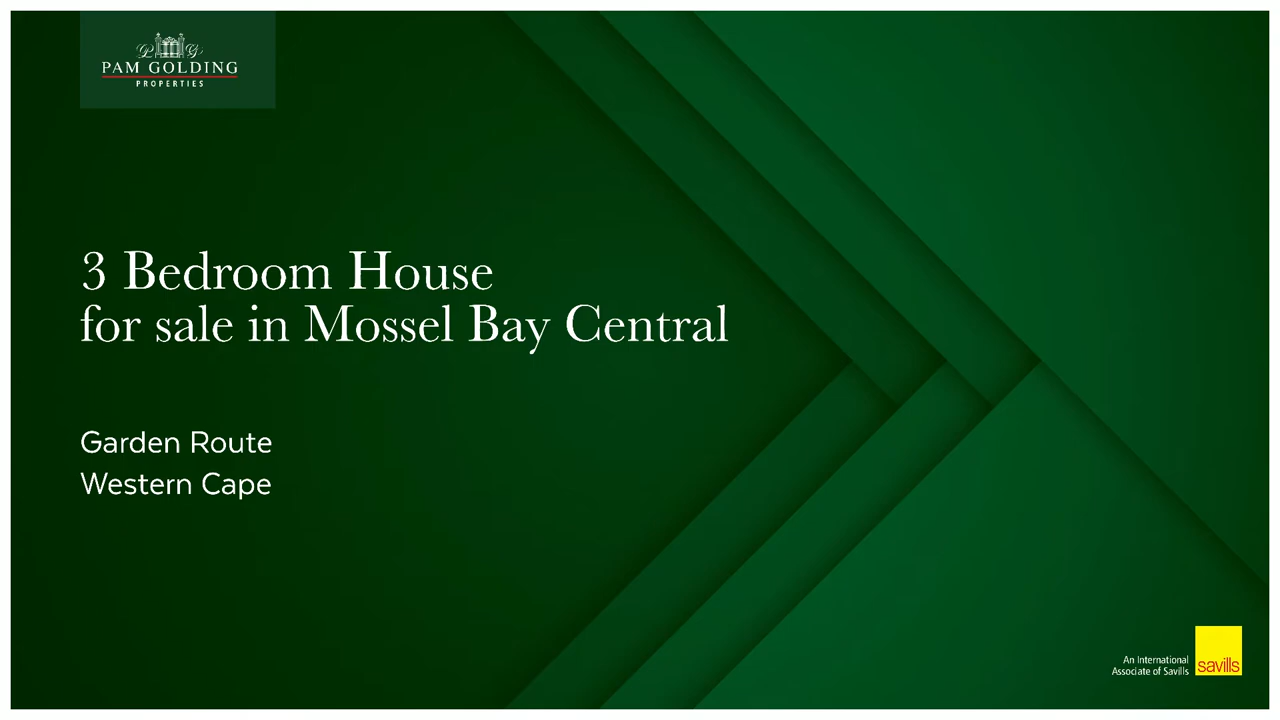 PG
PAM GOLDING
PROPERTIES
3 Bedroom House
for sale in Mossel Bay Central
Garden Route
Western Cape
An International
Associate of Savills
savills